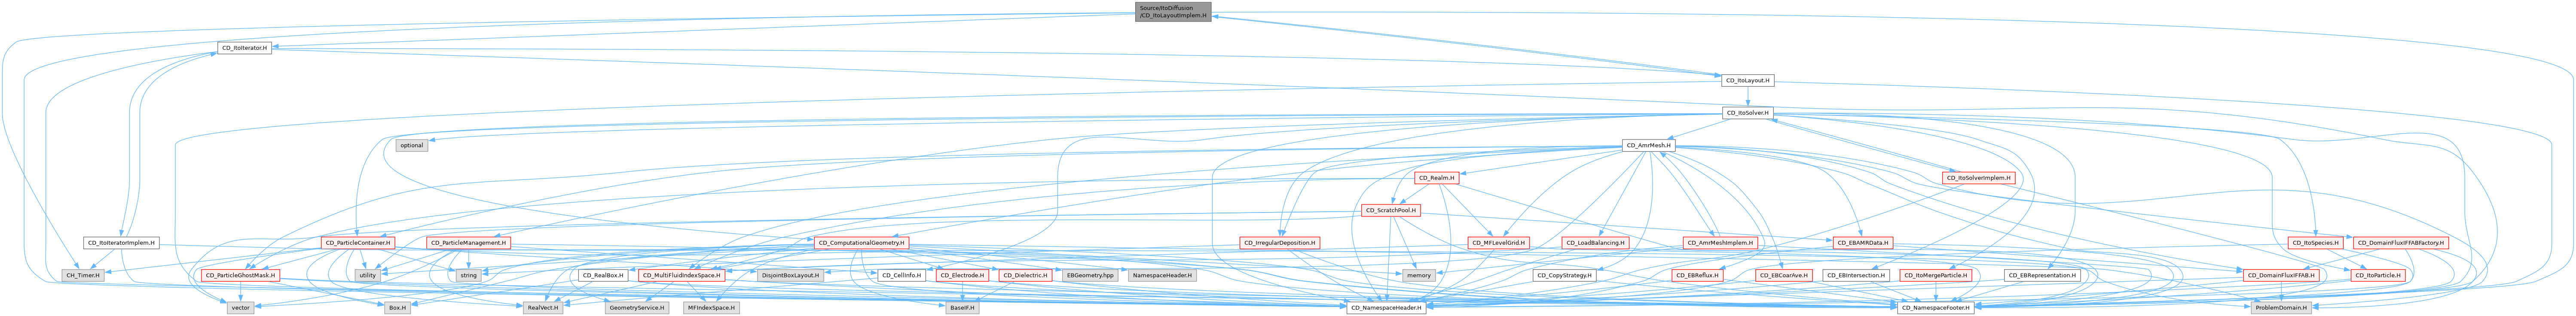 Source/ItoDiffusion
/CD_ItoLayoutImplem.H
CD_ItoIterator.H
CD_ItoLayout.H
CD_ItoSolver.H
optional
CD_AmrMesh.H
CD_Realm.H
CD_ItoSolverImplem.H
CD_ScratchPool.H
CD_ItoIteratorImplem.H
CD_ParticleContainer.H
CD_ParticleManagement.H
CD_ComputationalGeometry.H
CD_IrregularDeposition.H
CD_MFLevelGrid.H
CD_LoadBalancing.H
CD_AmrMeshImplem.H
CD_EBAMRData.H
CD_ItoSpecies.H
CD_DomainFluxIFFABFactory.H
CH_Timer.H
CD_ParticleGhostMask.H
utility
string
CD_RealBox.H
CD_MultiFluidIndexSpace.H
DisjointBoxLayout.H
CD_CellInfo.H
CD_Electrode.H
CD_Dielectric.H
EBGeometry.hpp
NamespaceHeader.H
memory
CD_CopyStrategy.H
CD_EBReflux.H
CD_EBCoarAve.H
CD_EBIntersection.H
CD_ItoMergeParticle.H
CD_EBRepresentation.H
CD_DomainFluxIFFAB.H
CD_ItoParticle.H
vector
Box.H
RealVect.H
GeometryService.H
MFIndexSpace.H
BaseIF.H
CD_NamespaceHeader.H
CD_NamespaceFooter.H
ProblemDomain.H